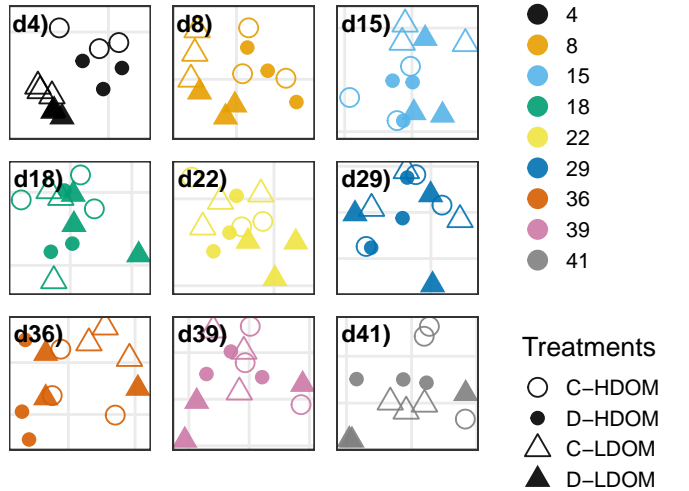 d4)
d8)
d15)
d18)
d22)
d29)
d36)
d39)
d41)
4
8
15
18
22
29
36
39
41
Treatments
C−HDOM
D−HDOM
C−LDOM
D−LDOM